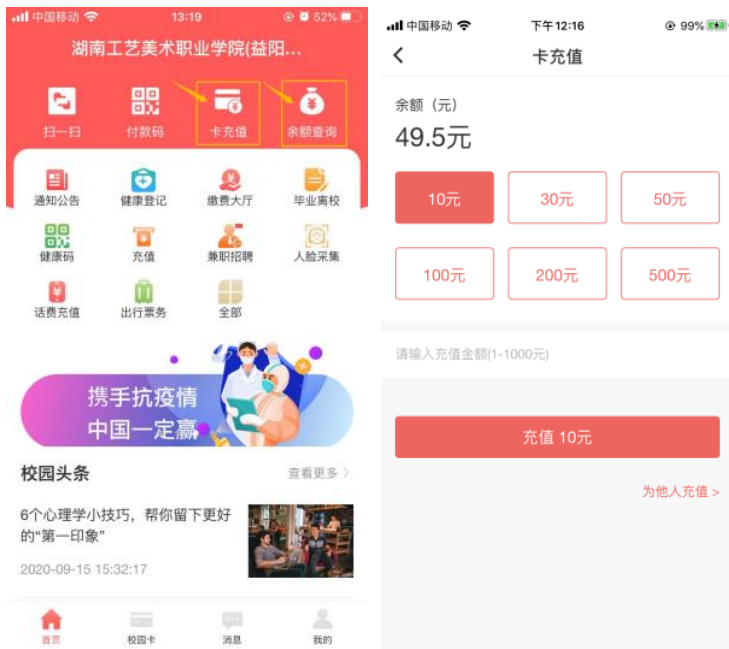 中国移动
13:19
52%
湖南工艺美术职业学院(益阳...
扫一扫
付款码
卡充值
余额查询
通知公告
健康登记
缴费大厅
毕业离校
健康码
充值
兼职招聘
人脸采集
话费充值
出行票务
全部
携手抗疫情
中国一定赢
校园头条
查看更多 >
6个心理学小技巧，帮你留下更好
的“第一印象”
2020-09-15 15:32:17
首页
校园卡
消息
我的
中国移动
下午12:16
99%
卡充值
余额（元）
49.5元
10元
30元
50元
100元
200元
500元
请输入充值金额(1-1000元)
充值 10元
为他人充值 >